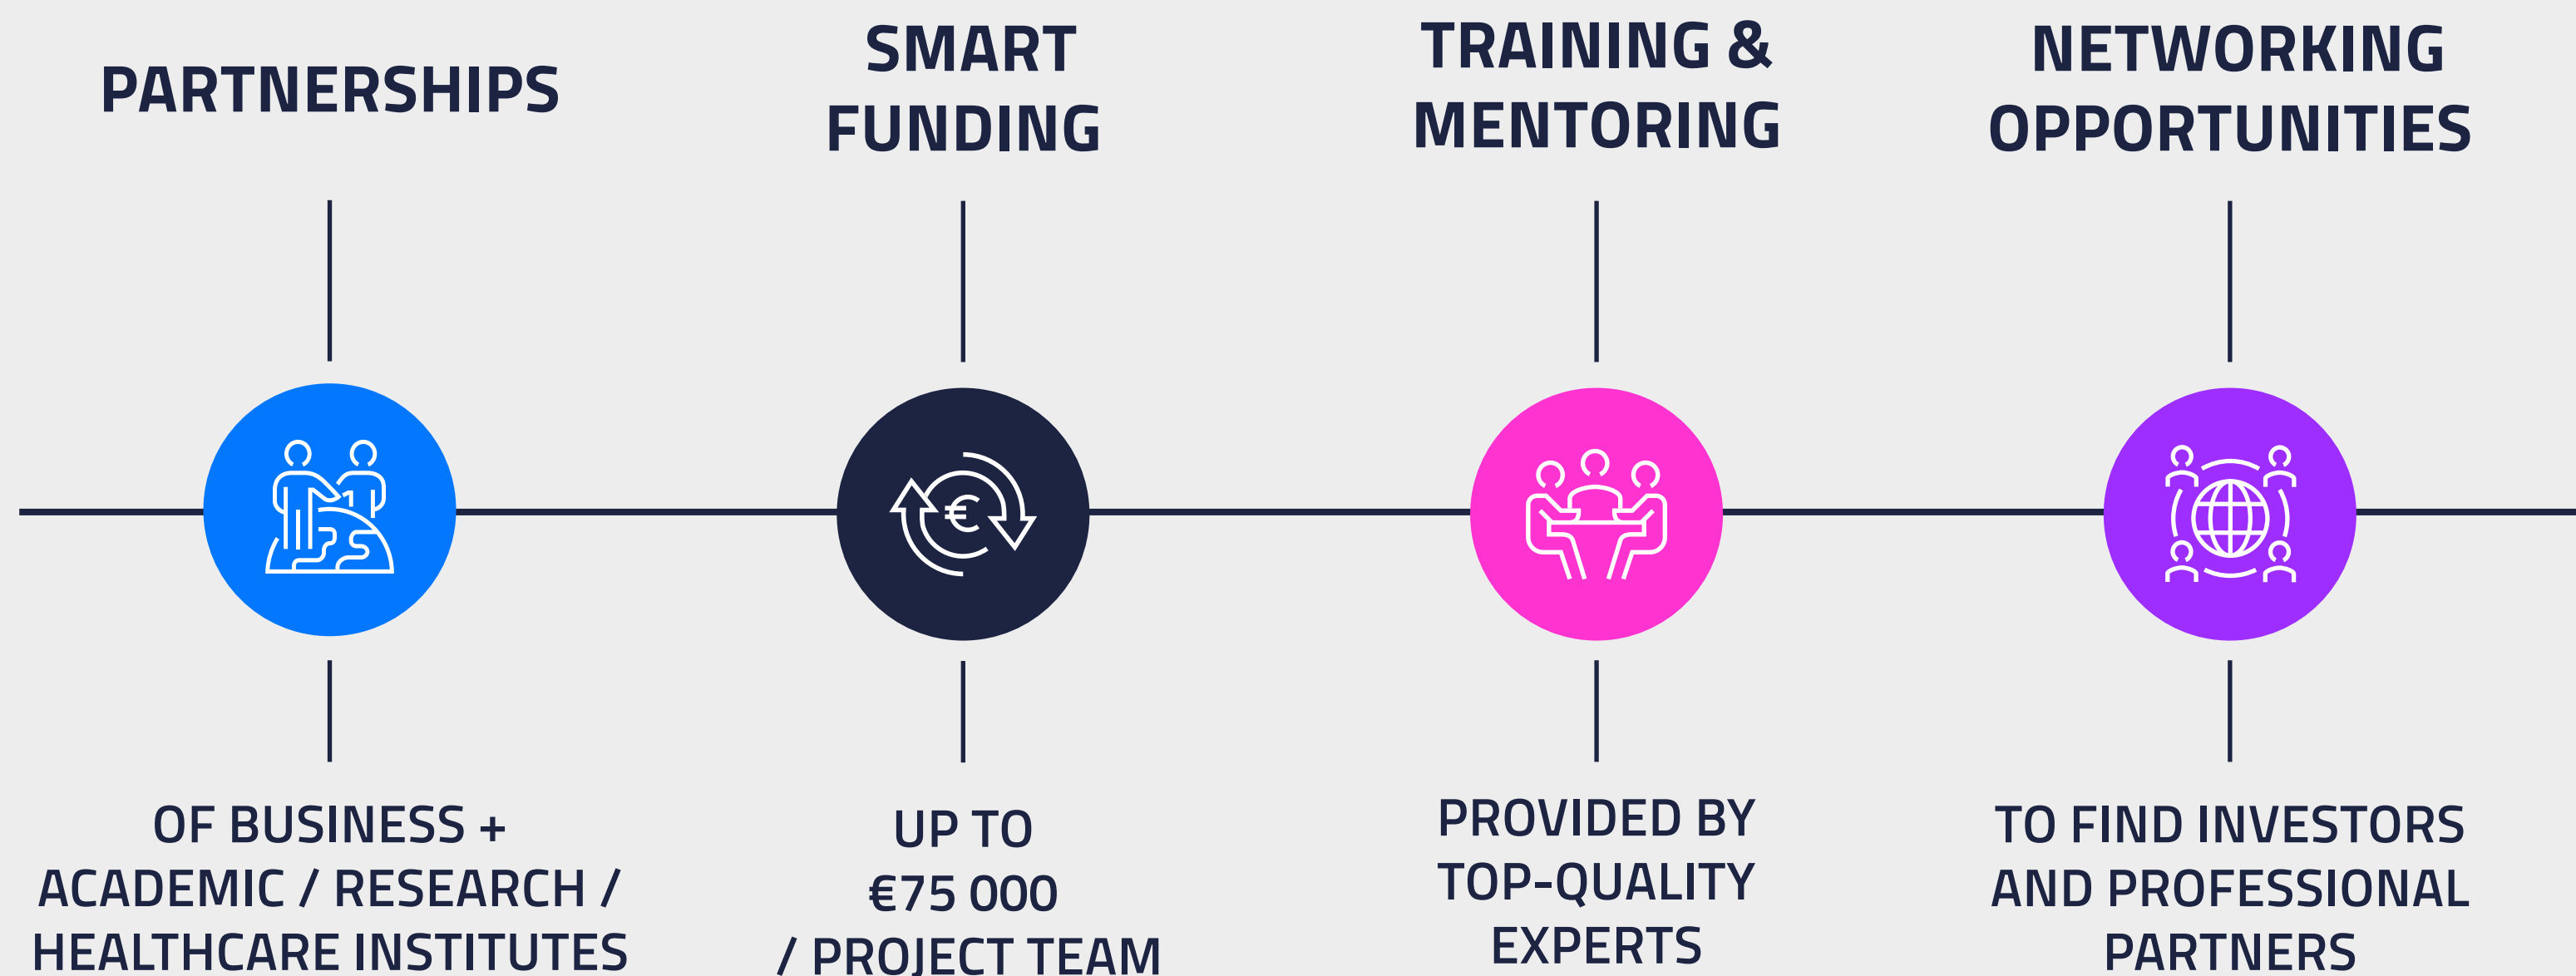 PARTNERSHIPS
SMART
FUNDING
TRAINING &
MENTORING
NETWORKING
OPPORTUNITIES
€
OF BUSINESS +
ACADEMIC / RESEARCH /
HEALTHCARE INSTITUTES
UP TO
€75 000
/ PROJECT TEAM
PROVIDED BY
TOP-QUALITY
EXPERTS
TO FIND INVESTORS
AND PROFESSIONAL
PARTNERS